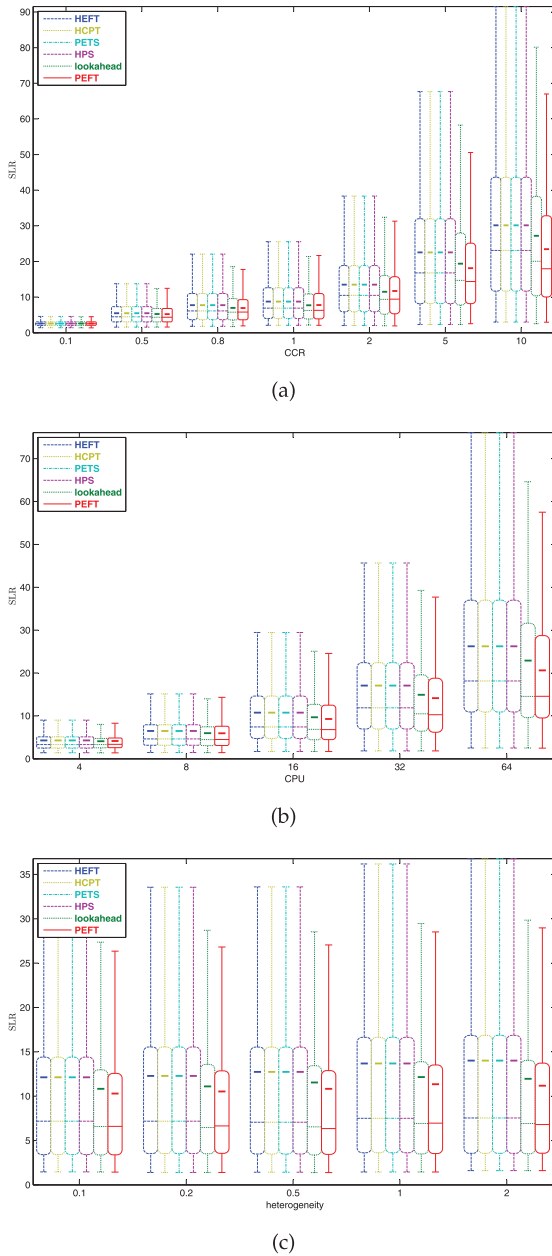 90
80
70
60
50
40
30
20
10
0
SLR
HEFT
HCPT
PETS
HPS
lookahead
PEFT
0.1 0.5 0.8 1 2 5 10
CCR
(a)
70
60
50
40
30
20
10
0
SLR
HEFT
HCPT
PETS
HPS
lookahead
PEFT
4 8 16 32 64
CPU
(b)
35
30
25
20
15
10
5
0
SLR
HEFT
HCPT
PETS
HPS
lookahead
PEFT
0.1 0.2 0.5 1 2
heterogeneity
(c)